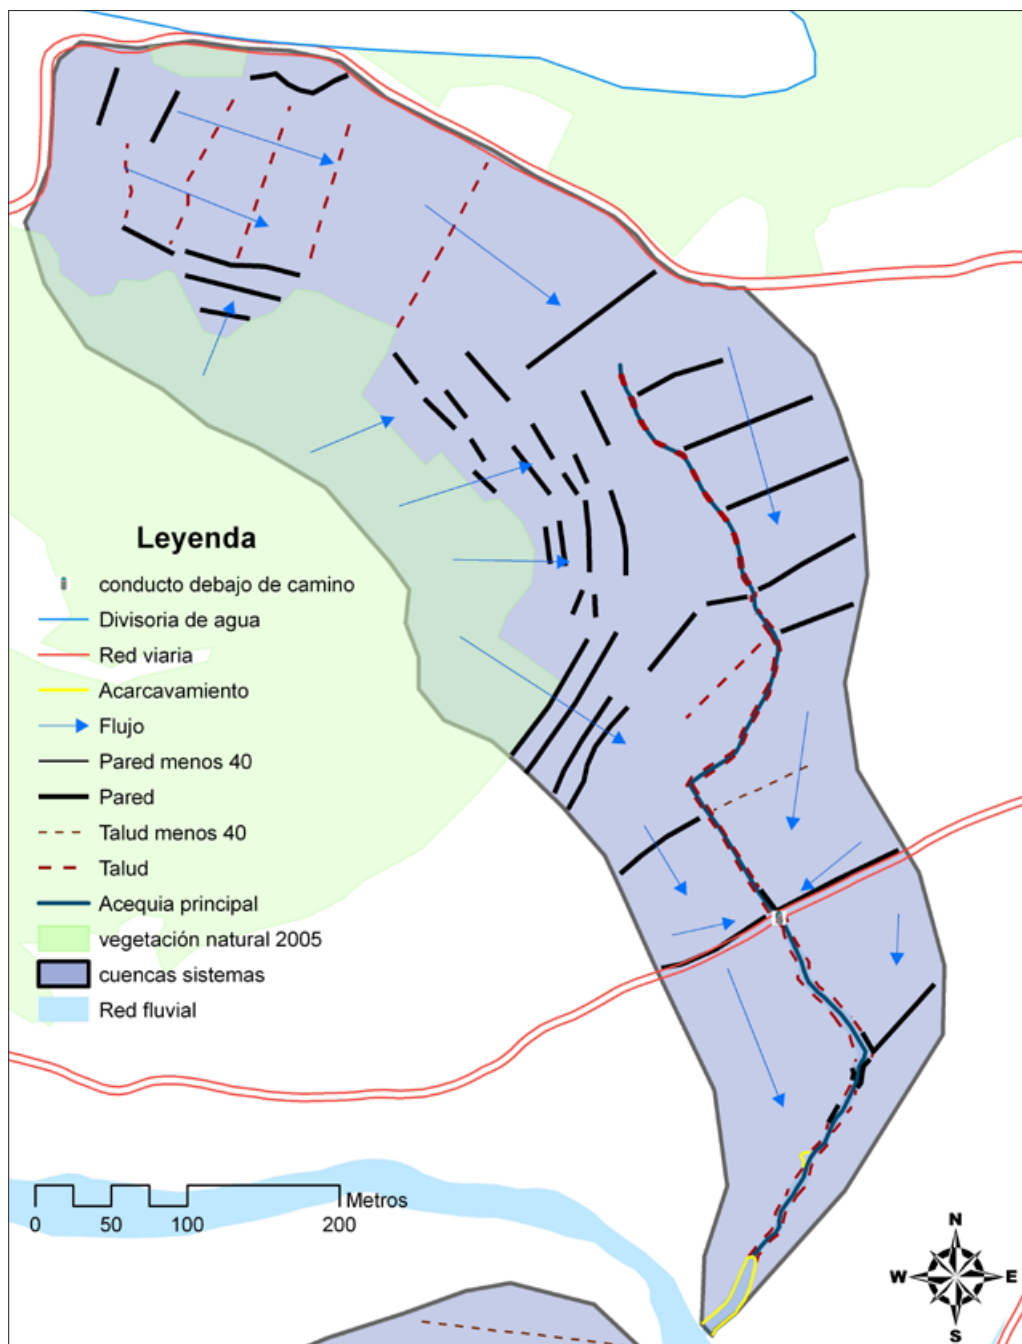 Leyenda
conducto debajo de camino
Divisoria de agua
Red viaria
Acarcavamiento
Flujo
Pared menos 40
Pared
Talud menos 40
Talud
Acequia principal
vegetación natural 2005
cuencas sistemas
Red fluvial
Metros
0 50 100 200
N
W E
S